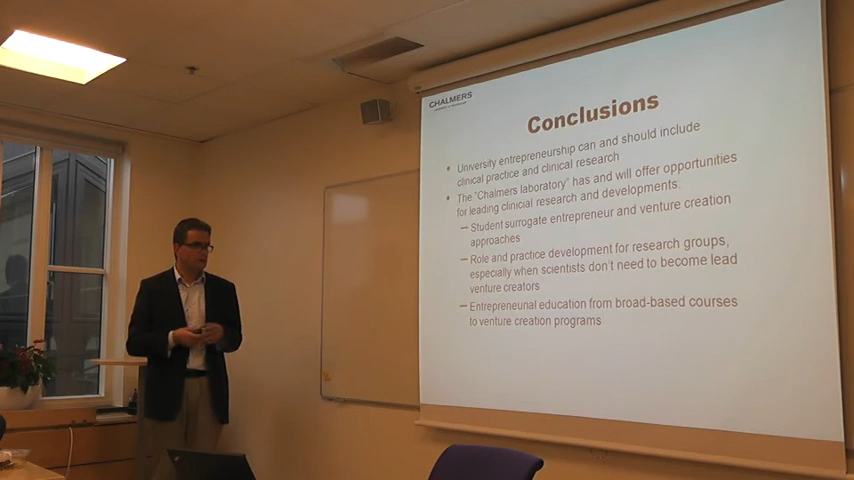 CHALMERS
Conclusions
• University entrepreneurship can and should include
clinical practice and clinical research
• The "Chalmers laboratory" has and will offer opportunities
for leading clinicial research and developments.
– Student surrogate entrepreneur and venture creation
approaches
– Role and practice development for research groups,
especially when scientists don't need to become lead
venture creators
– Entrepreneurial education from broad-based courses
to venture creation programs